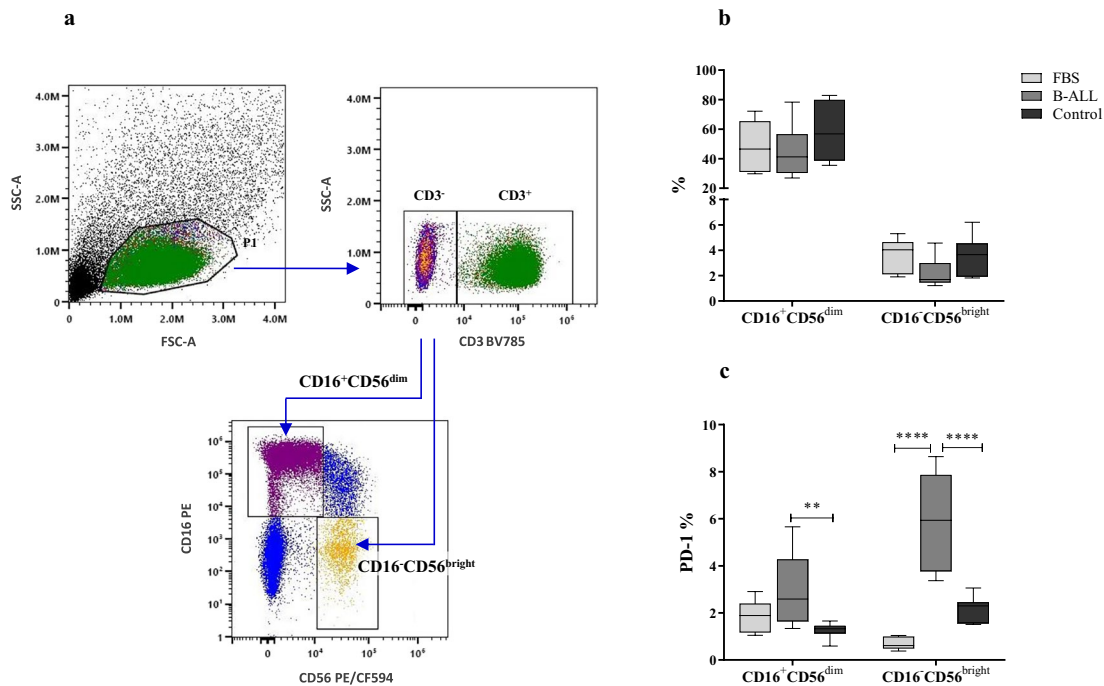 a
SSC-A
4.0M
3.0M
2.0M
1.0M
0
P1
0 1.0M 2.0M 3.0M 4.0M
FSC-A
SSC-A
4.0M
3.0M
2.0M
1.0M
0
CD3⁻ CD3⁺
0 10⁴ 10⁵ 10⁶
CD3 BV785
CD16⁺CD56ᵈⁱᵐ
CD16 PE
10⁶
10⁵
10⁴
10³
10²
10¹
1
CD16⁻CD56ᵇʳⁱᵍʰᵗ
0 10⁴ 10⁵ 10⁶
CD56 PE/CF594
b
%
100
80
60
40
20
8
6
4
2
0
CD16⁺CD56ᵈⁱᵐ CD16⁻CD56ᵇʳⁱᵍʰᵗ
FBS
B-ALL
Control
c
PD-1 %
10
8
6
4
2
0
**
**** ****
CD16⁺CD56ᵈⁱᵐ CD16⁻CD56ᵇʳⁱᵍʰᵗ